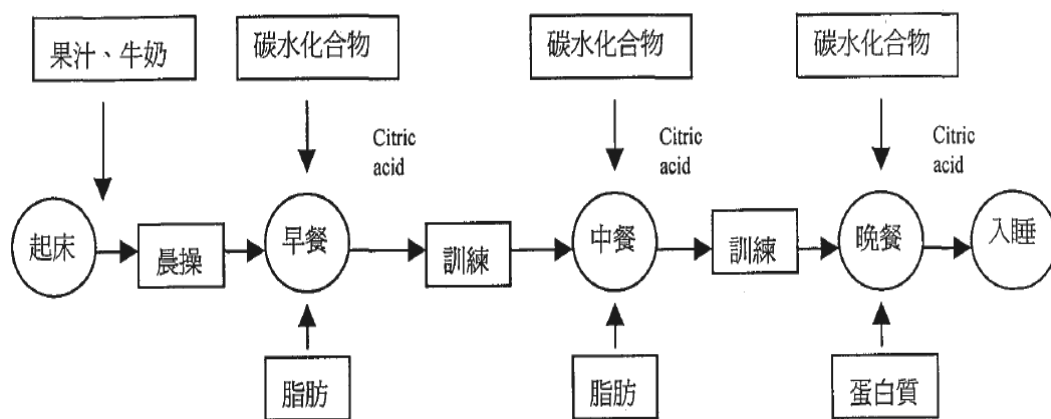 果汁、牛奶
碳水化合物
碳水化合物
碳水化合物
Citric
acid
Citric
acid
Citric
acid
起床
晨操
早餐
訓練
中餐
訓練
晚餐
入睡
脂肪
脂肪
蛋白質